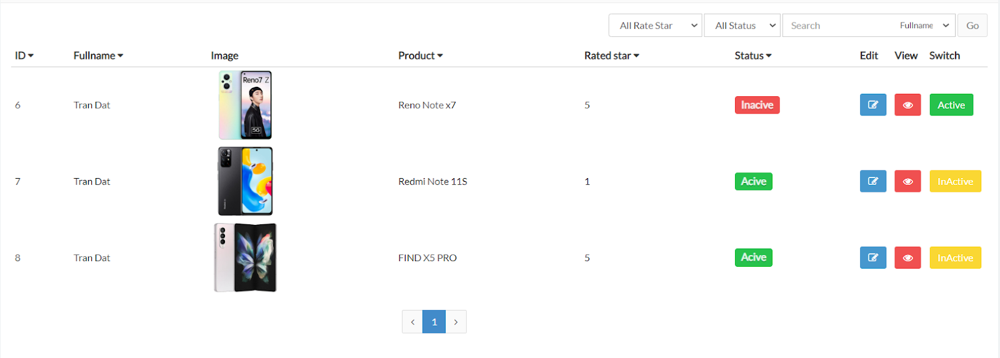 All Rate Star All Status Search Fullname Go
ID Fullname Image Product Rated star Status Edit View Switch
Reno7 Z
5G
6 Tran Dat Reno Note x7 5 Inacive Active
7 Tran Dat Redmi Note 11S 1 Acive InActive
8 Tran Dat FIND X5 PRO 5 Acive InActive
‹ 1 ›